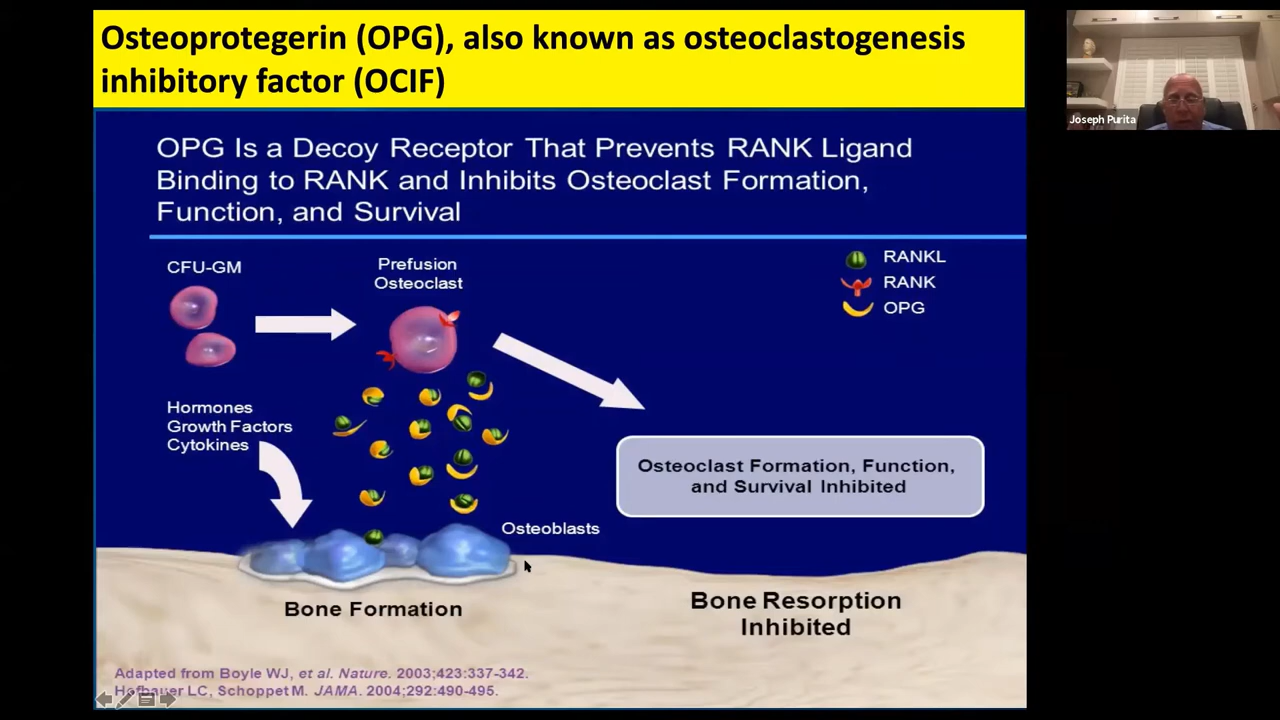 Osteoprotegerin (OPG), also known as osteoclastogenesis
inhibitory factor (OCIF)
Joseph Purita
OPG Is a Decoy Receptor That Prevents RANK Ligand
Binding to RANK and Inhibits Osteoclast Formation,
Function, and Survival
CFU-GM
Prefusion
Osteoclast
RANKL
RANK
OPG
Hormones
Growth Factors
Cytokines
Osteoclast Formation, Function,
and Survival Inhibited
Osteoblasts
Bone Formation
Bone Resorption
Inhibited
Adapted from Boyle WJ, et al. Nature. 2003;423:337-342.
Hofbauer LC, Schoppet M. JAMA. 2004;292:490-495.